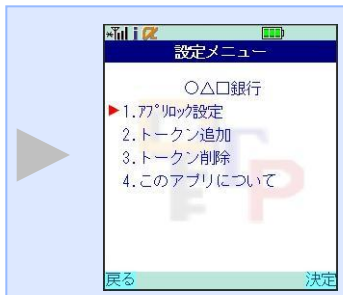 i α
設定メニュー
○△□銀行
1.ｱﾌﾟﾘﾛｯｸ設定
2.トークン追加
3.トークン削除
4.このアプリについて
戻る 決定